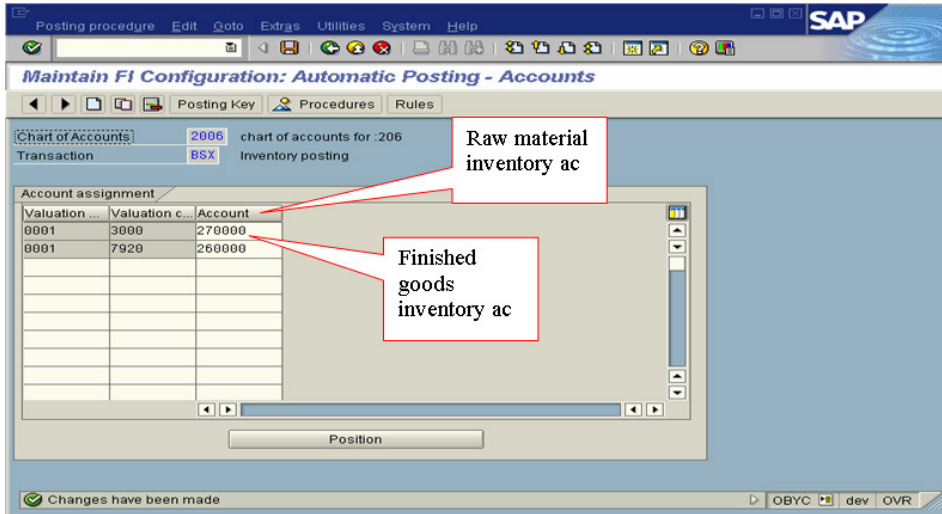 Posting procedure Edit Goto Extras Utilities System Help
SAP
Maintain FI Configuration: Automatic Posting - Accounts
Posting Key Procedures Rules
Chart of Accounts 2006 chart of accounts for :206
Transaction BSX Inventory posting
Raw material
inventory ac
Account assignment
Valuation ... Valuation c... Account
0001 3000 270000
0001 7920 260000
Finished
goods
inventory ac
Position
Changes have been made
OBYC dev OVR